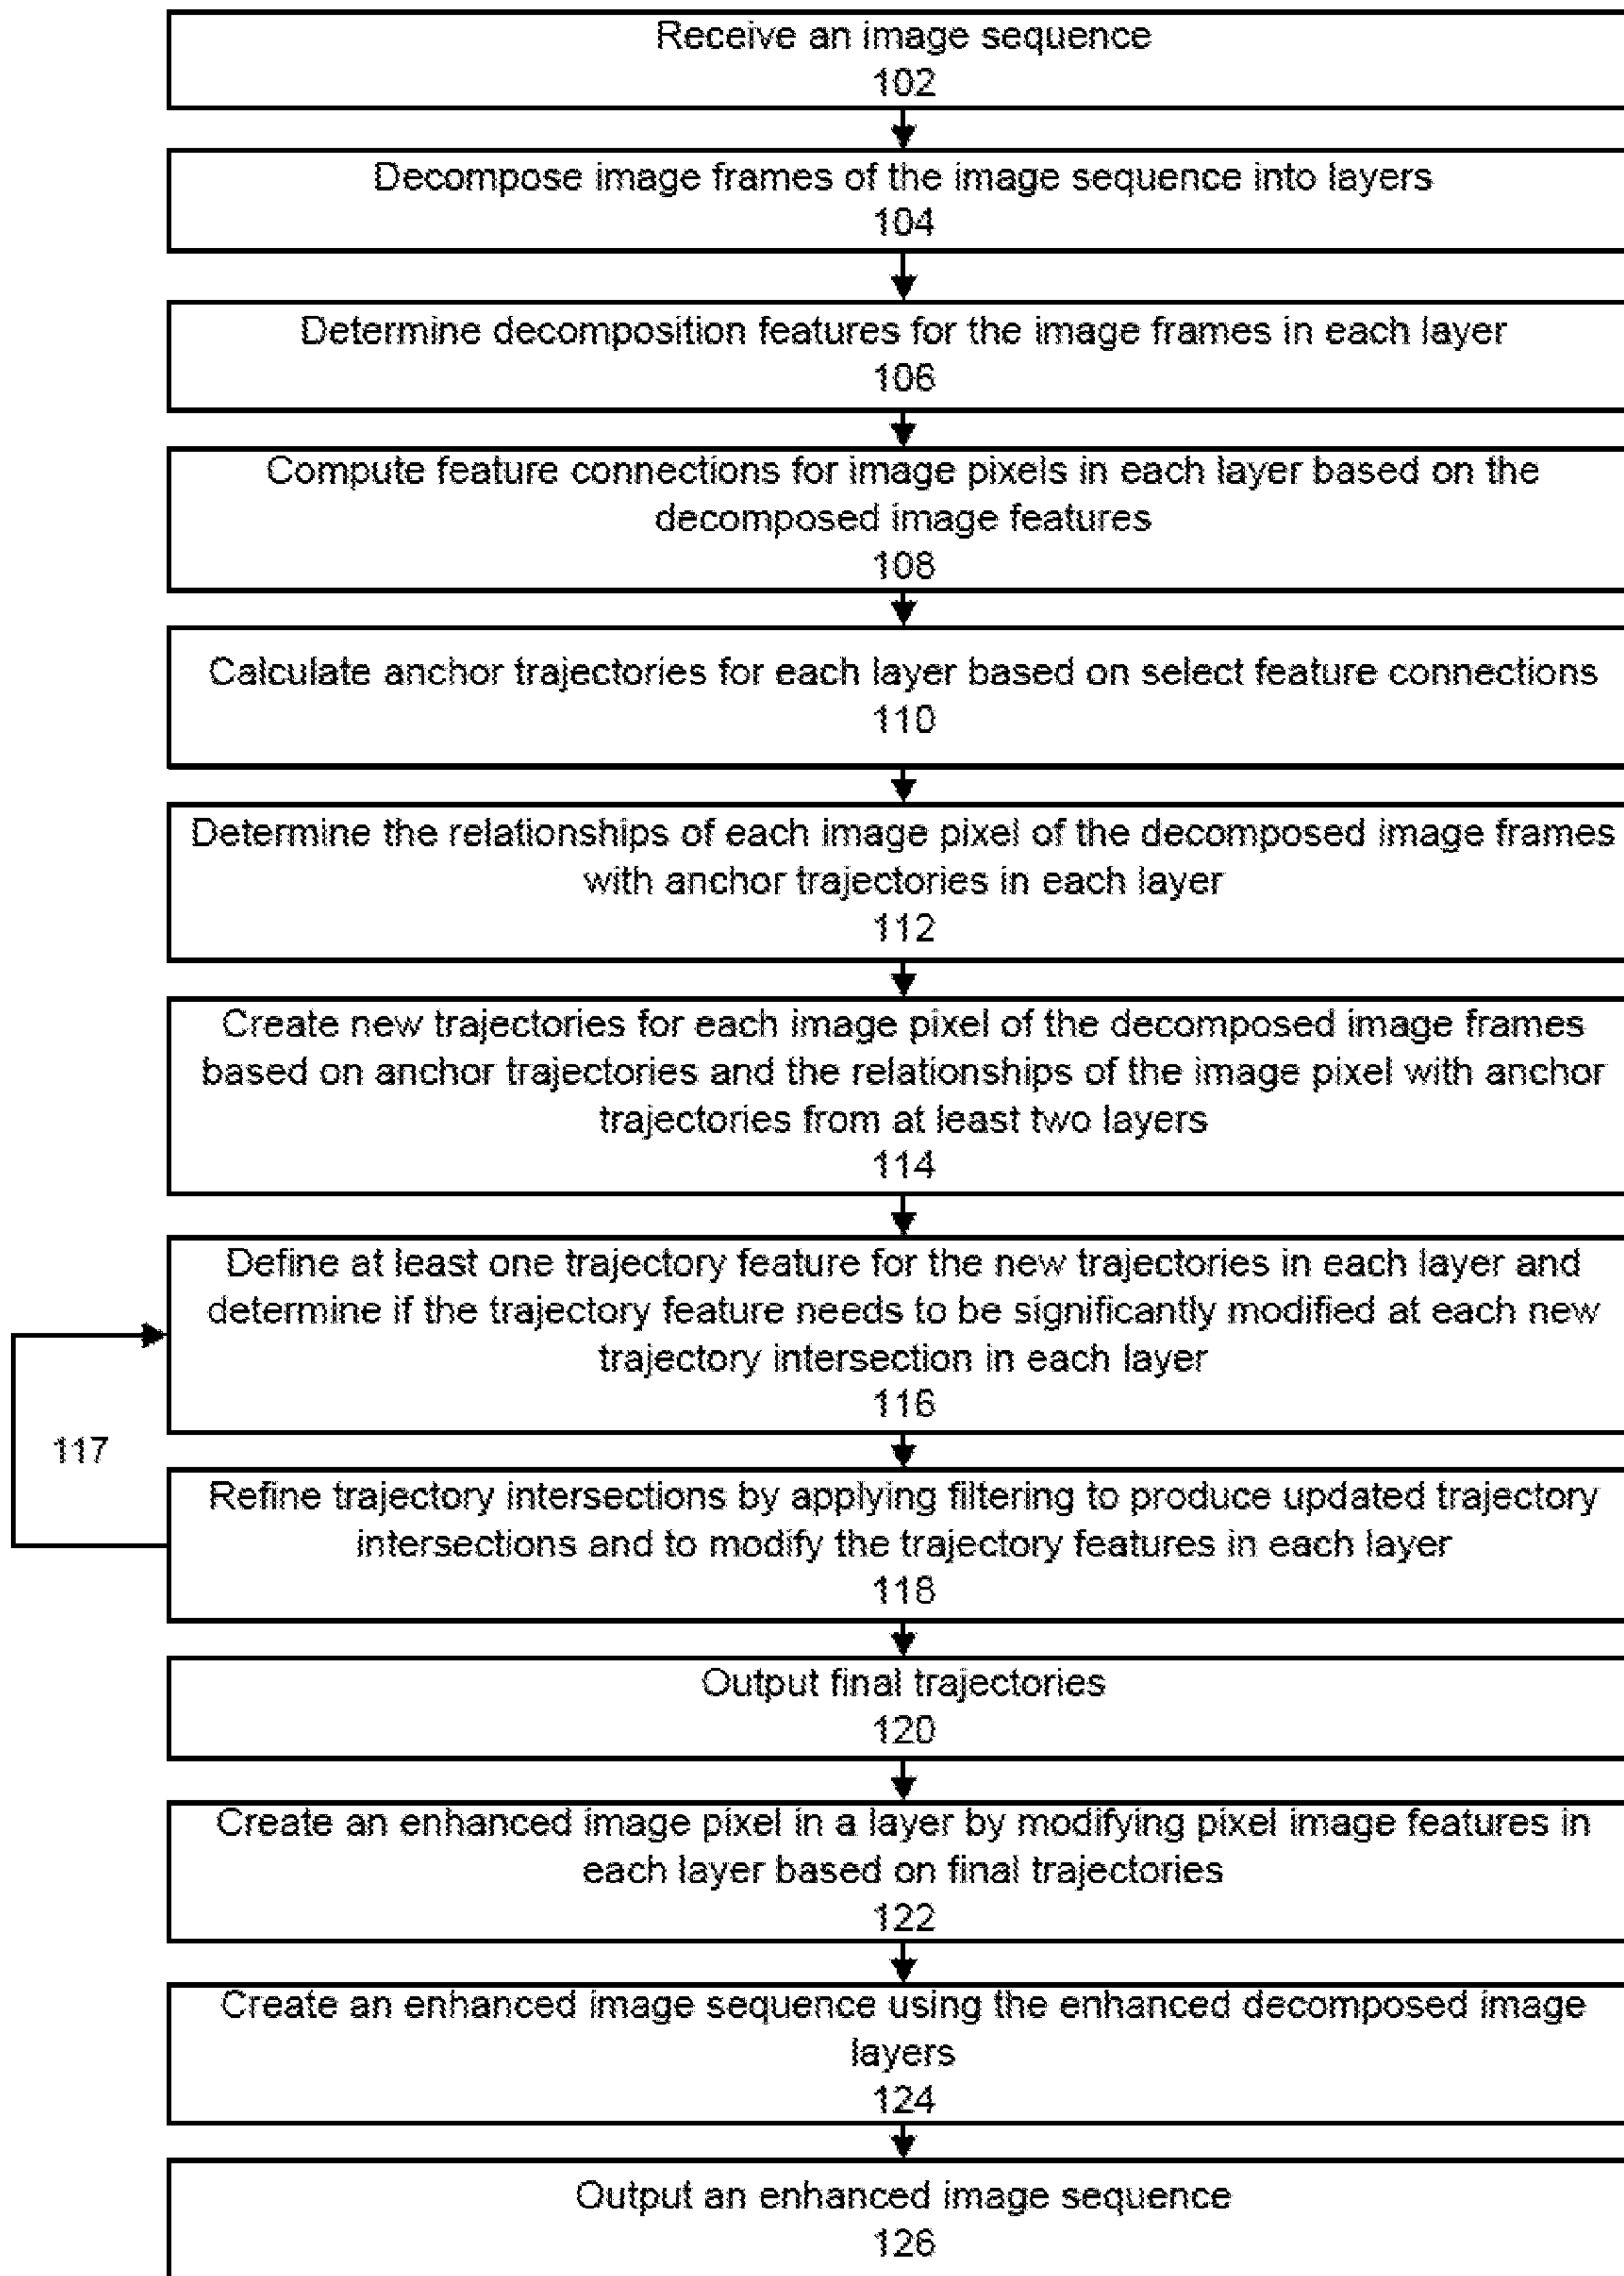 Receive an image sequence
102
Decompose image frames of the image sequence into layers
104
Determine decomposition features for the image frames in each layer
106
Compute feature connections for image pixels in each layer based on the
decomposed image features
108
Calculate anchor trajectories for each layer based on select feature connections
110
Determine the relationships of each image pixel of the decomposed image frames
with anchor trajectories in each layer
112
Create new trajectories for each image pixel of the decomposed image frames
based on anchor trajectories and the relationships of the image pixel with anchor
trajectories from at least two layers
114
Define at least one trajectory feature for the new trajectories in each layer and
determine if the trajectory feature needs to be significantly modified at each new
trajectory intersection in each layer
116
117
Refine trajectory intersections by applying filtering to produce updated trajectory
intersections and to modify the trajectory features in each layer
118
Output final trajectories
120
Create an enhanced image pixel in a layer by modifying pixel image features in
each layer based on final trajectories
122
Create an enhanced image sequence using the enhanced decomposed image
layers
124
Output an enhanced image sequence
126